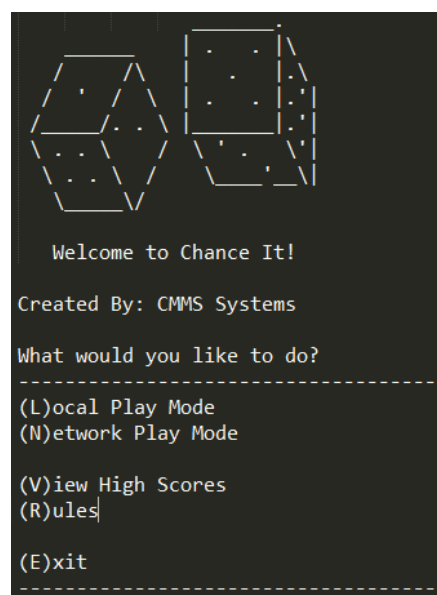 Welcome to Chance It!
Created By: CMMS Systems
What would you like to do?
------------------------------------
(L)ocal Play Mode
(N)etwork Play Mode
(V)iew High Scores
(R)ules
(E)xit
------------------------------------